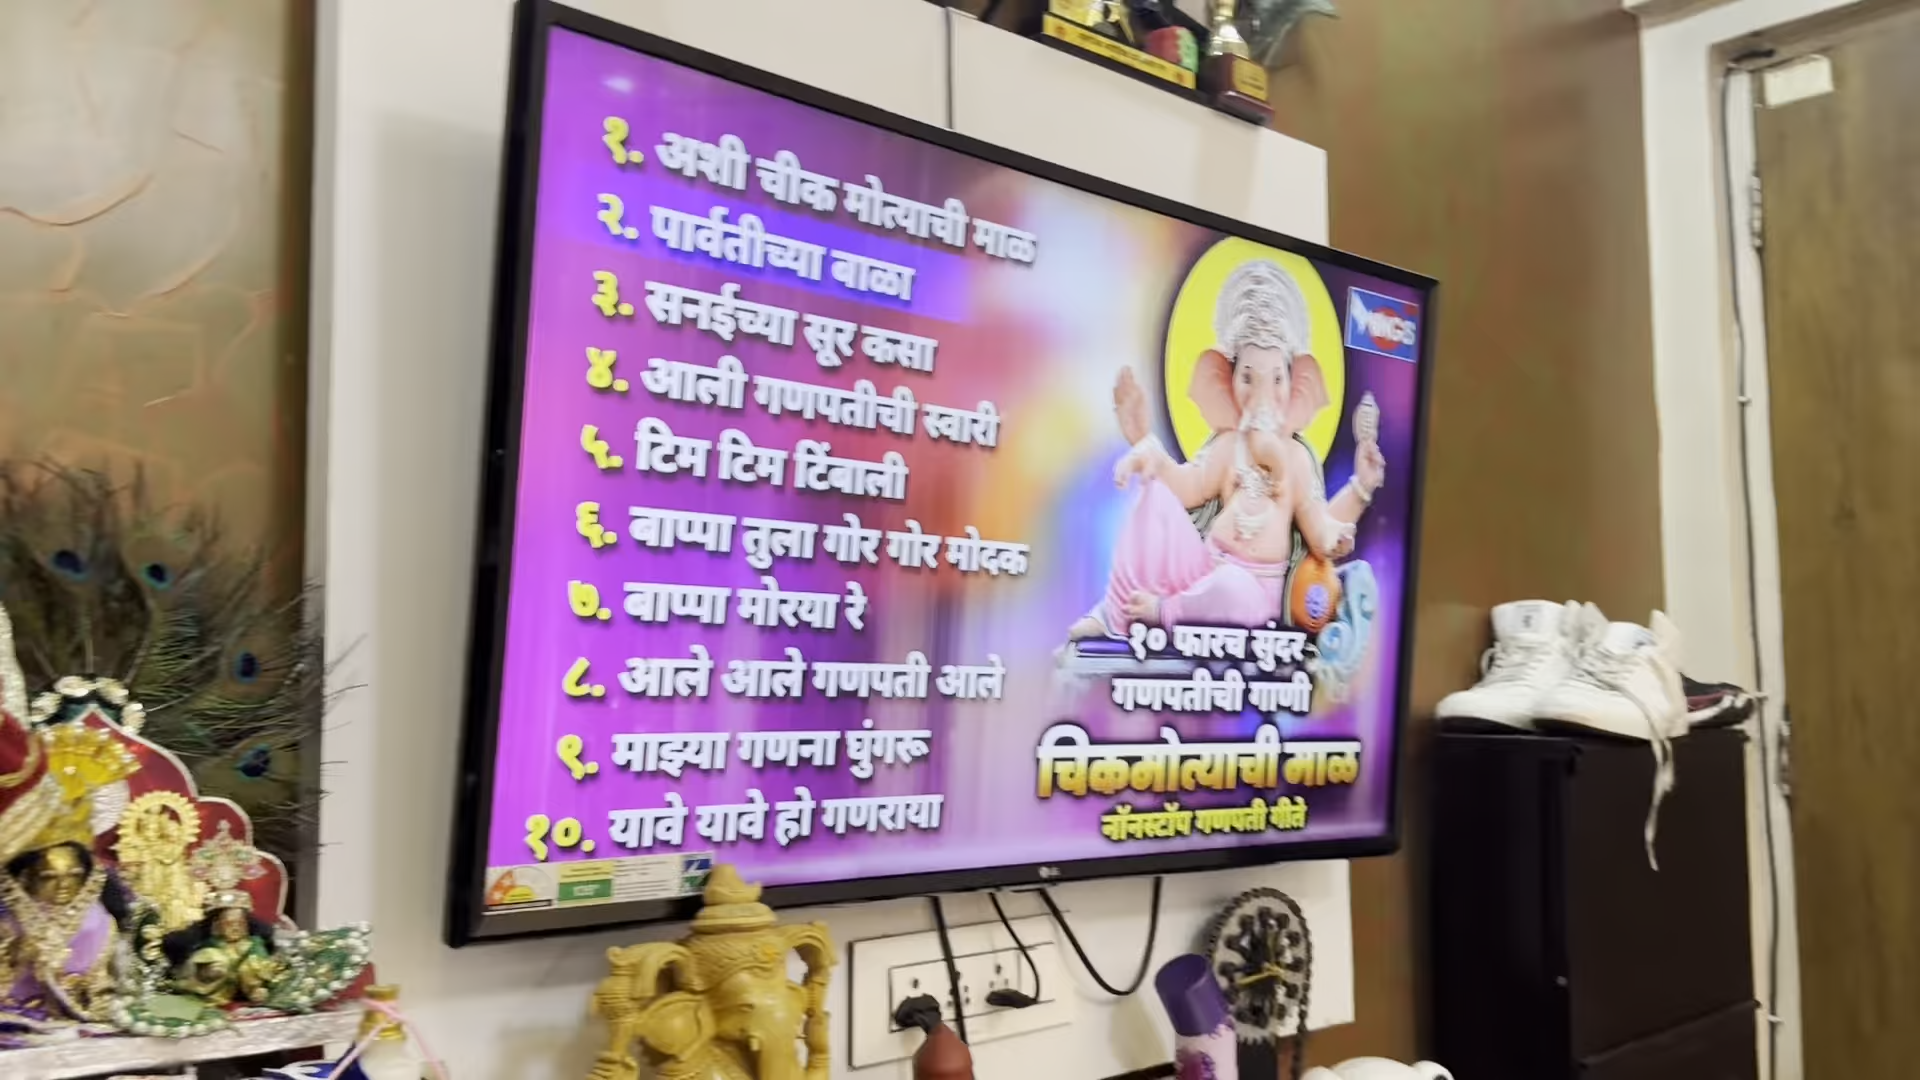 १. अशी चीक मोत्याची माळ
२. पार्वतीच्या बाळा
३. सनईच्या सूर कसा
४. आली गणपतीची स्वारी
५. टिम टिम टिंबाली
६. बाप्पा तुला गोर गोर मोदक
७. बाप्पा मोरया रे
८. आले आले गणपती आले
९. माझ्या गणना घुंगरू
१०. यावे यावे हो गणराया
१० फारच सुंदर
गणपतीची गाणी
चिकमोत्याची माळ
नॉनस्टॉप गणपती गीते
LG